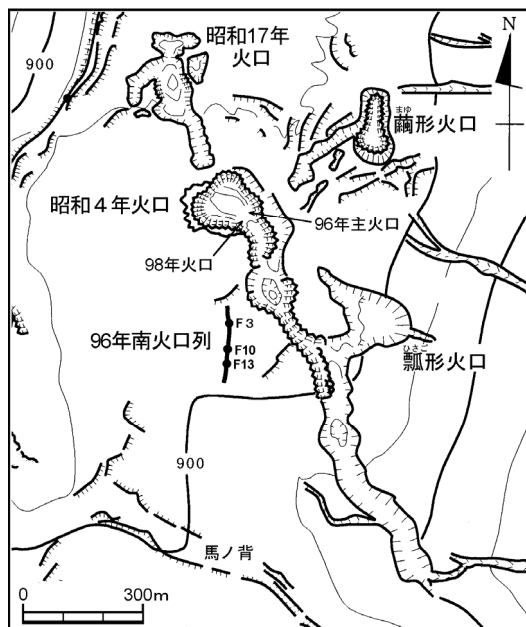 昭和17年
火口
N
900
まゆ
繭形火口
昭和4年火口
96年主火口
98年火口
96年南火口列
F3
F10
F13
ひさご
瓢形火口
900
馬ノ背
0 300m